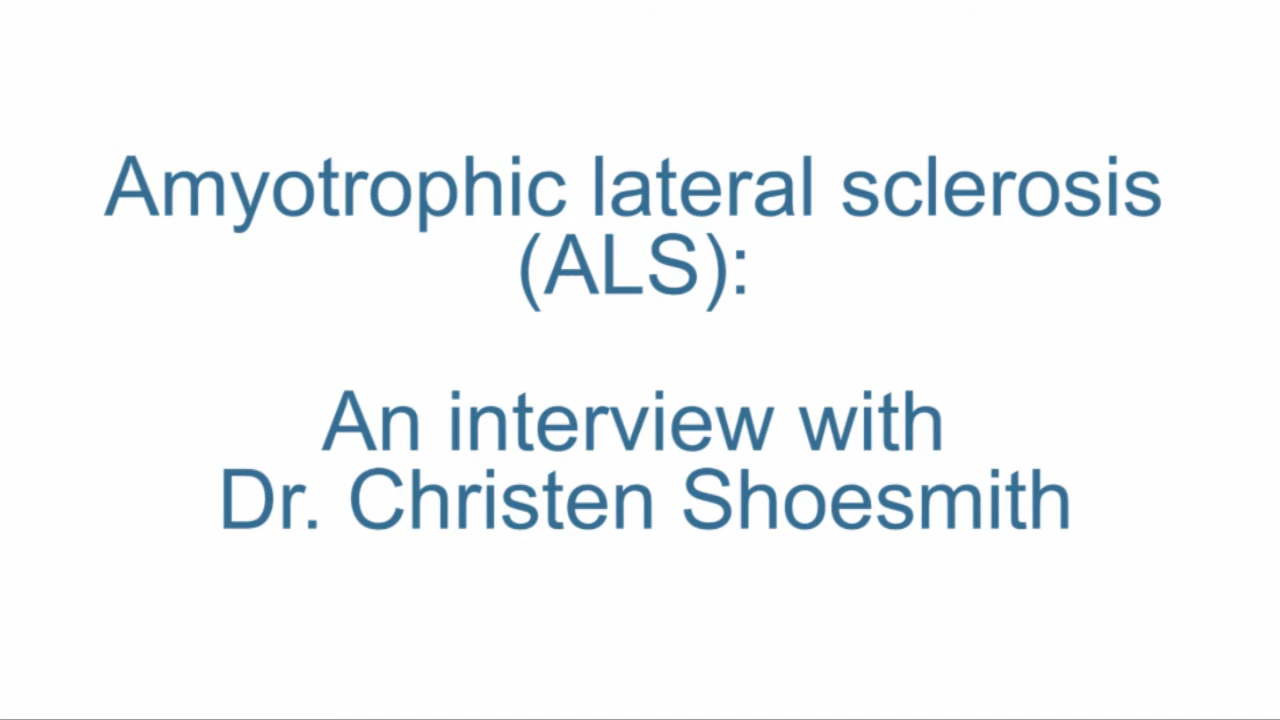 Amyotrophic lateral sclerosis
(ALS):
An interview with
Dr. Christen Shoesmith